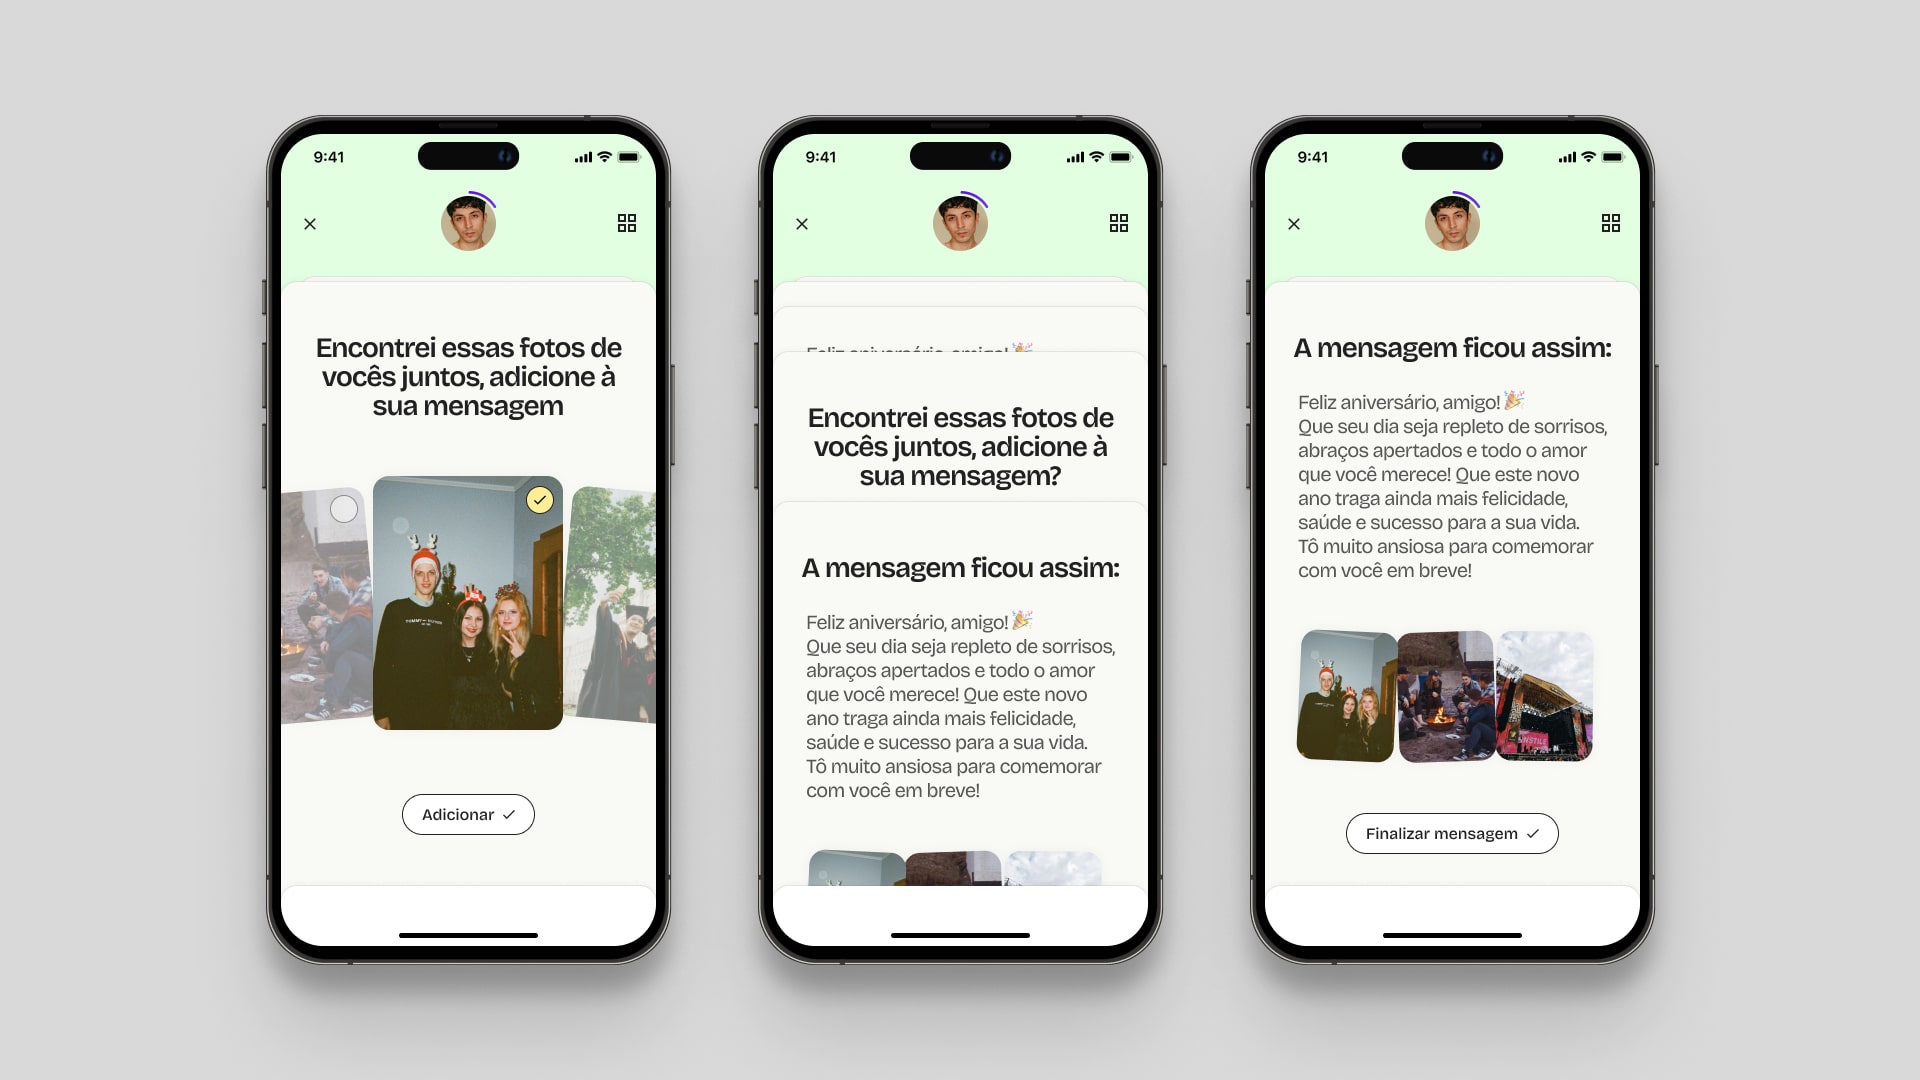 9:41
Encontrei essas fotos de
vocês juntos, adicione à
sua mensagem
Adicionar
9:41
Feliz aniversário, amigo! 🎉
Encontrei essas fotos de
vocês juntos, adicione à
sua mensagem?
A mensagem ficou assim:
Feliz aniversário, amigo! 🎉
Que seu dia seja repleto de sorrisos,
abraços apertados e todo o amor
que você merece! Que este novo
ano traga ainda mais felicidade,
saúde e sucesso para a sua vida.
Tô muito ansiosa para comemorar
com você em breve!
9:41
A mensagem ficou assim:
Feliz aniversário, amigo! 🎉
Que seu dia seja repleto de sorrisos,
abraços apertados e todo o amor
que você merece! Que este novo
ano traga ainda mais felicidade,
saúde e sucesso para a sua vida.
Tô muito ansiosa para comemorar
com você em breve!
Finalizar mensagem